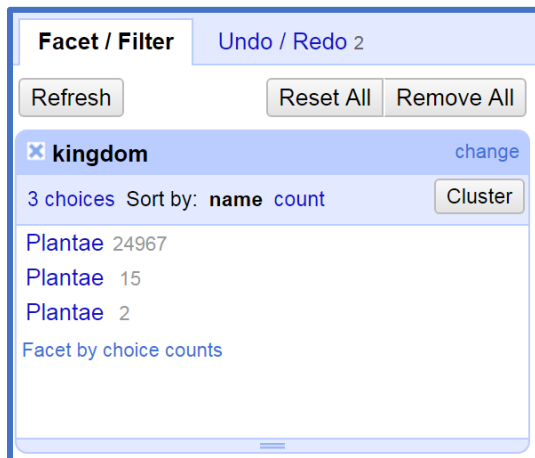 Facet / Filter Undo / Redo 2
Refresh Reset All Remove All
kingdom change
3 choices Sort by: name count Cluster
Plantae 24967
Plantae 15
Plantae 2
Facet by choice counts